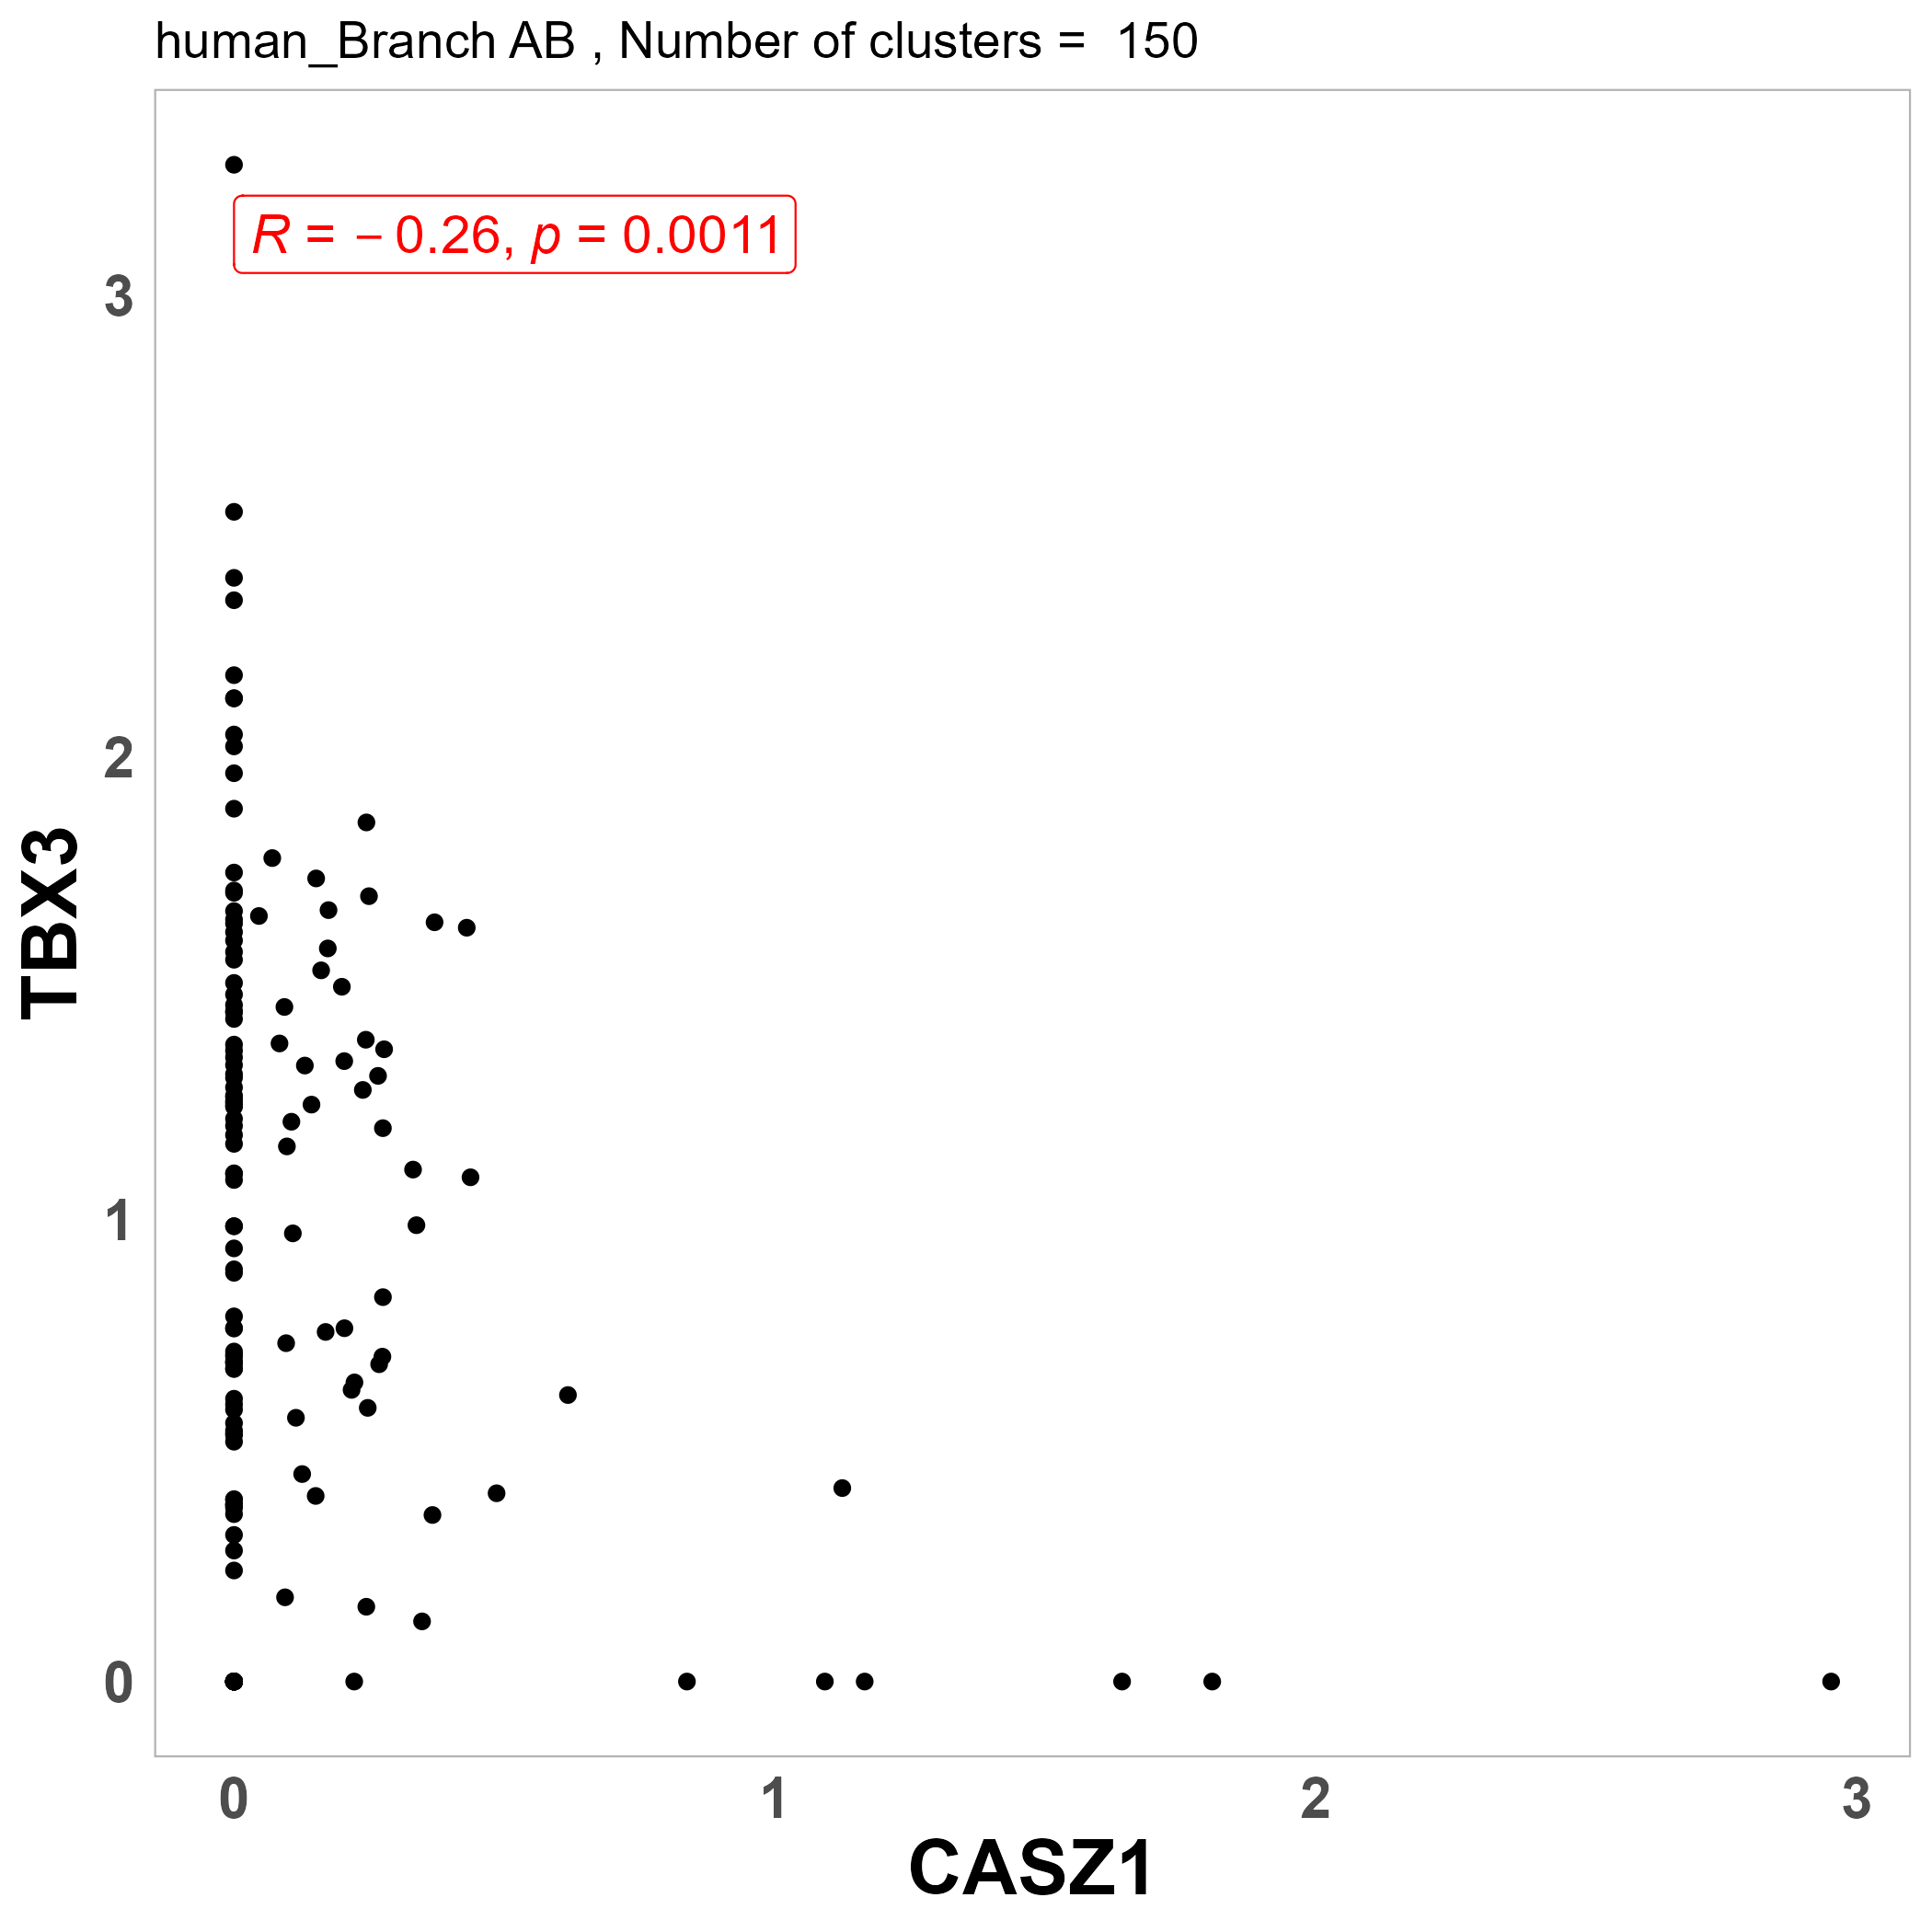 human_Branch AB , Number of clusters =  150
R = − 0.26, p = 0.0011
3
2
1
0
TBX3
0 1 2 3
CASZ1